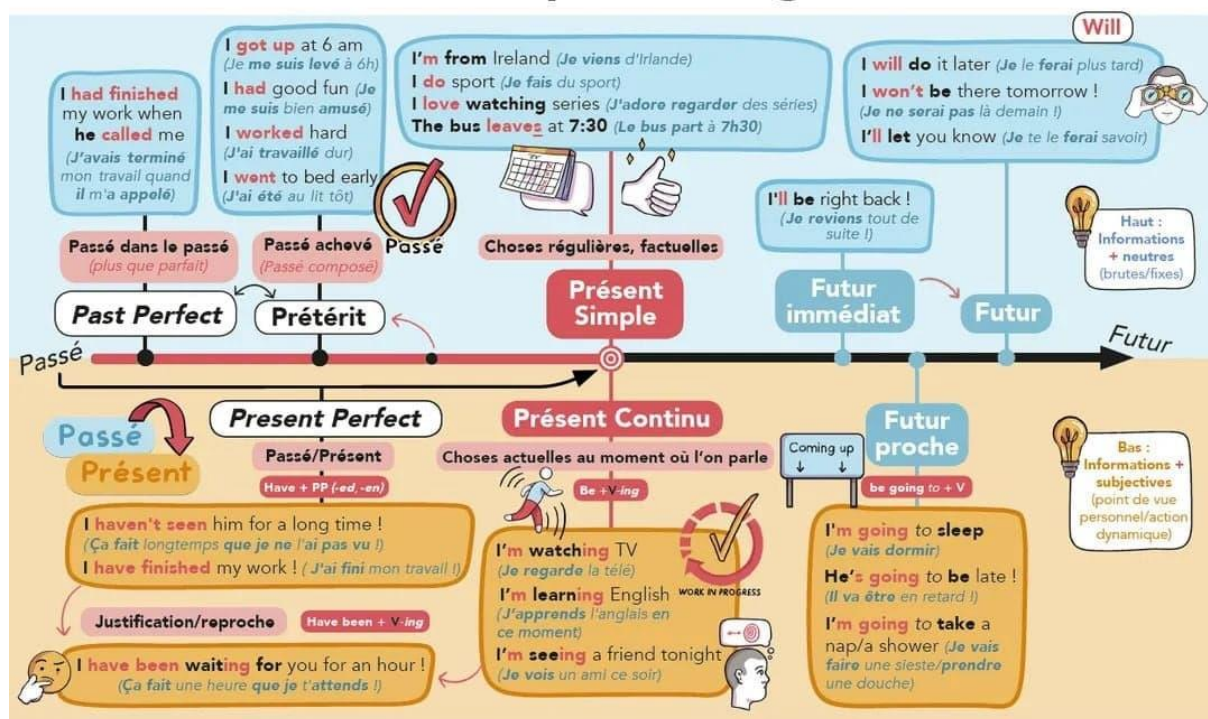 Will
I had finished
my work when
he called me
(J'avais terminé
mon travail quand
il m'a appelé)
I got up at 6 am
(Je me suis levé à 6h)
I had good fun (Je
me suis bien amusé)
I worked hard
(J'ai travaillé dur)
I went to bed early
(J'ai été au lit tôt)
Passé
I'm from Ireland (Je viens d'Irlande)
I do sport (Je fais du sport)
I love watching series (J'adore regarder des séries)
The bus leaves at 7:30 (Le bus part à 7h30)
I will do it later (Je le ferai plus tard)
I won't be there tomorrow !
(Je ne serai pas là demain !)
I'll let you know (Je te le ferai savoir)
I'll be right back !
(Je reviens tout de
suite !)
Haut :
Informations
+ neutres
(brutes/fixes)
Passé dans le passé
(plus que parfait)
Passé achevé
(Passé composé)
Choses régulières, factuelles
Past Perfect
Prétérit
Présent
Simple
Futur
immédiat
Futur
Passé
Futur
Passé
Présent
Present Perfect
Passé/Présent
Have + PP (-ed, -en)
Présent Continu
Choses actuelles au moment où l'on parle
Be +V-ing
Coming up
Futur
proche
be going to + V
Bas :
Informations +
subjectives
(point de vue
personnel/action
dynamique)
I haven't seen him for a long time !
(Ça fait longtemps que je ne l'ai pas vu !)
I have finished my work ! ( J'ai fini mon travail !)
Justification/reproche
Have been + V-ing
I have been waiting for you for an hour !
(Ça fait une heure que je t'attends !)
I'm watching TV
(Je regarde la télé)
I'm learning English
(J'apprends l'anglais en
ce moment)
I'm seeing a friend tonight
(Je vois un ami ce soir)
WORK IN PROGRESS
I'm going to sleep
(Je vais dormir)
He's going to be late !
(Il va être en retard !)
I'm going to take a
nap/a shower (Je vais
faire une sieste/prendre
une douche)